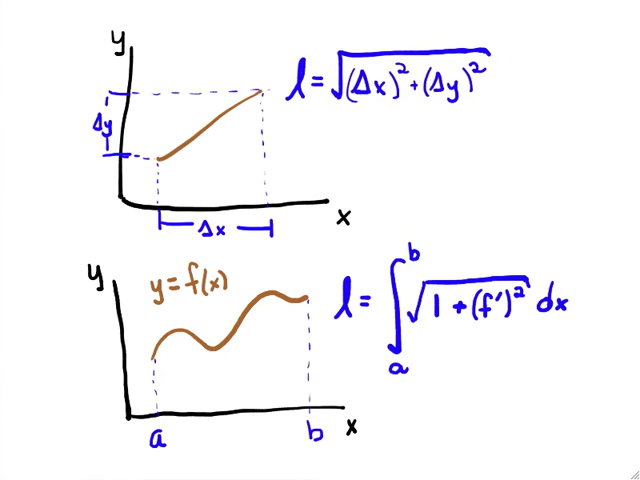 y
l = √(Δx)² + (Δy)²
Δy
Δx
x
y
y = f(x)
l = ∫ₐᵇ √1 + (f')² dx
a
b
x